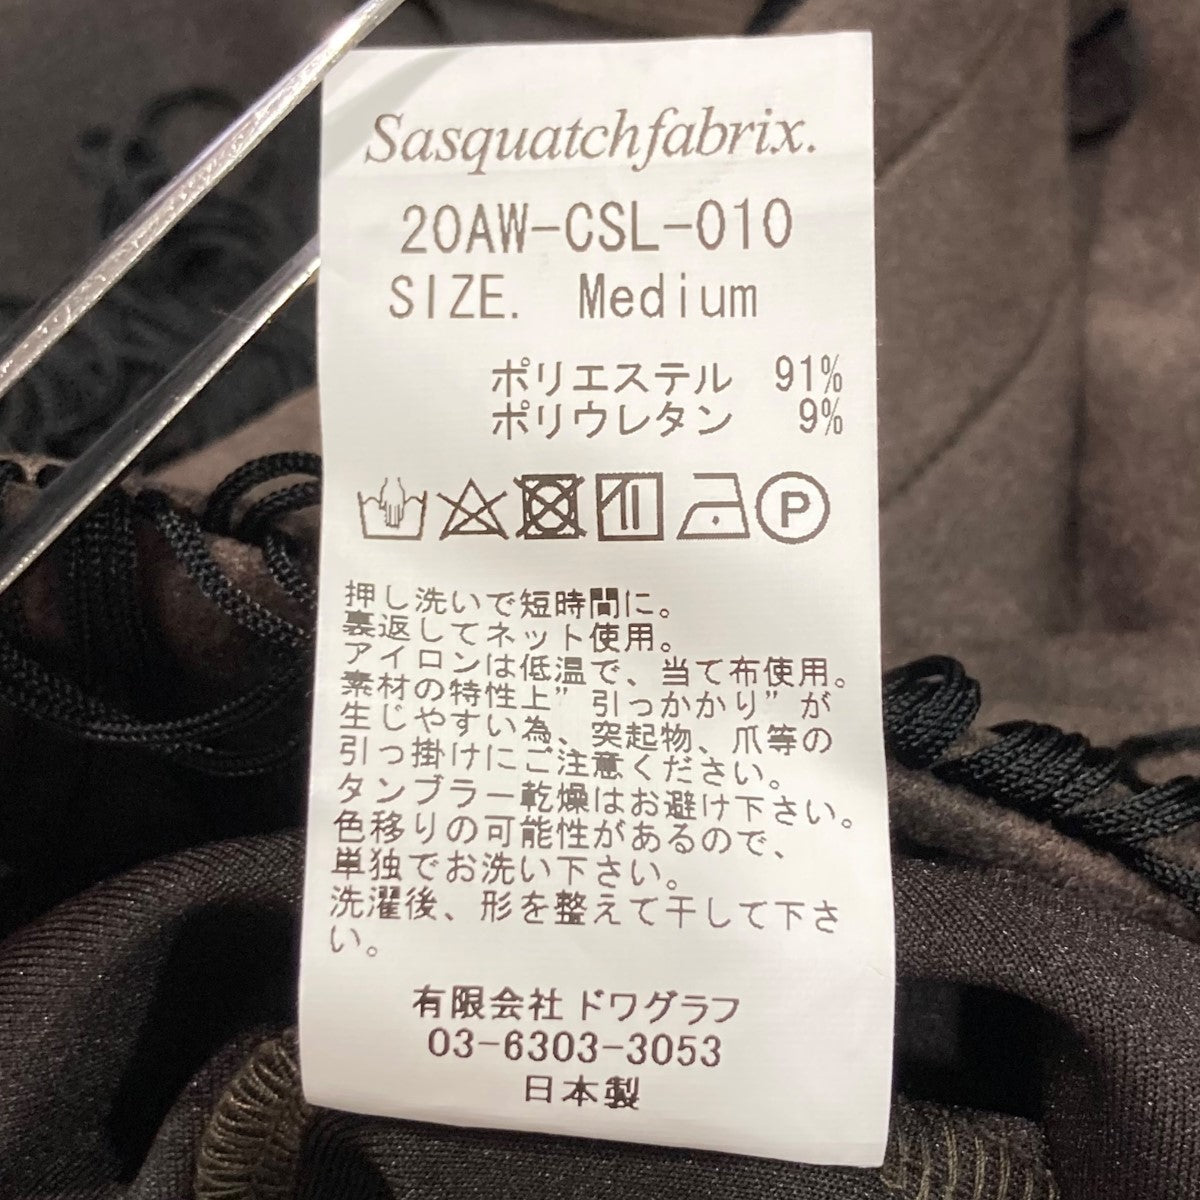 Sasquatchfabrix.
20AW-CSL-010
SIZE. Medium
ポリエステル 91%
ポリウレタン 9%
P
押し洗いで短時間に。
裏返してネット使用。
アイロンは低温で、当て布使用。
素材の特性上”引っかかり”が
生じやすい為、突起物、爪等の
引っ掛けにご注意ください。
タンブラー乾燥はお避け下さい。
色移りの可能性があるので、
単独でお洗い下さい。
洗濯後、形を整えて干して下さ
い。
有限会社 ドワグラフ
03-6303-3053
日本製